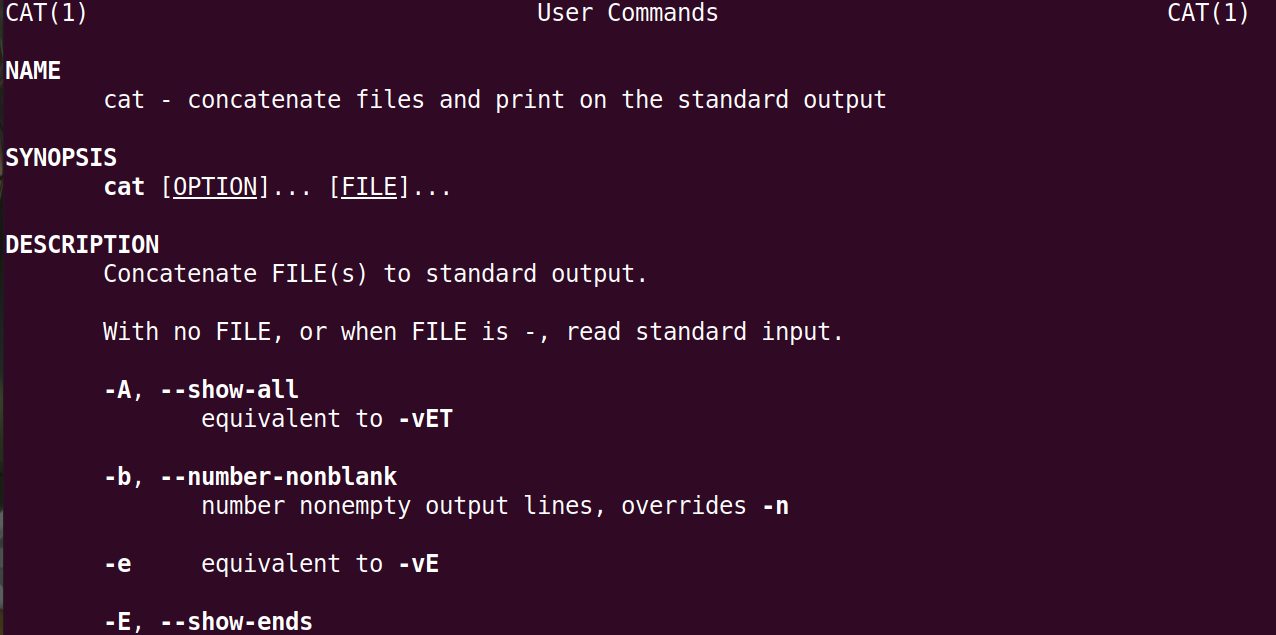 CAT(1) User Commands CAT(1)
NAME
cat - concatenate files and print on the standard output
SYNOPSIS
cat [OPTION]... [FILE]...
DESCRIPTION
Concatenate FILE(s) to standard output.
With no FILE, or when FILE is -, read standard input.
-A, --show-all
equivalent to -vET
-b, --number-nonblank
number nonempty output lines, overrides -n
-e equivalent to -vE
-E, --show-ends